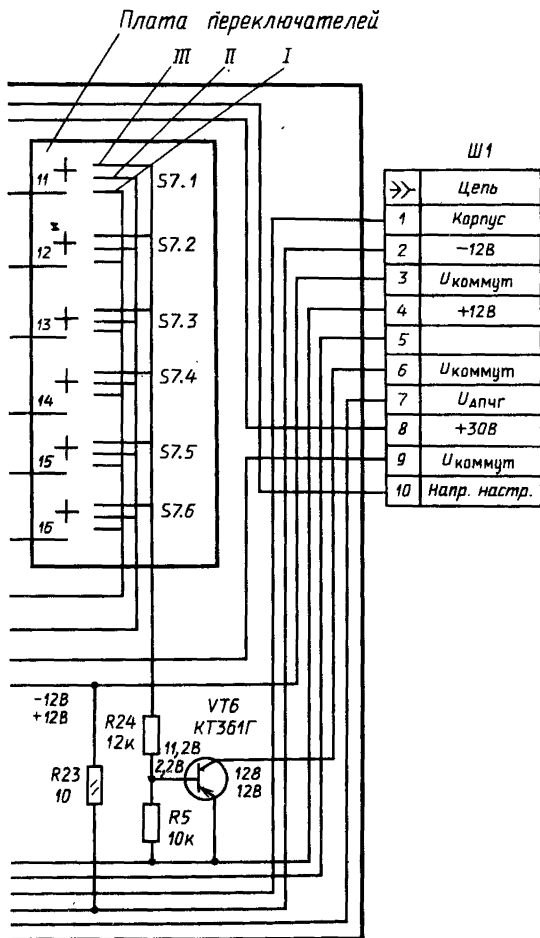 Плата переключателей
III II I
11 S7.1
12 S7.2
13 S7.3
14 S7.4
15 S7.5
16 S7.6
Ш1
Цепь
1 Корпус
2 -12В
3 Uкоммут
4 +12В
5
6 Uкоммут
7 UАПЧГ
8 +30В
9 Uкоммут
10 Напр. настр.
-12В
+12В
R23
10
R24
12к
11,2В
2,2В
VT6
КТ361Г
12В
12В
R5
10к